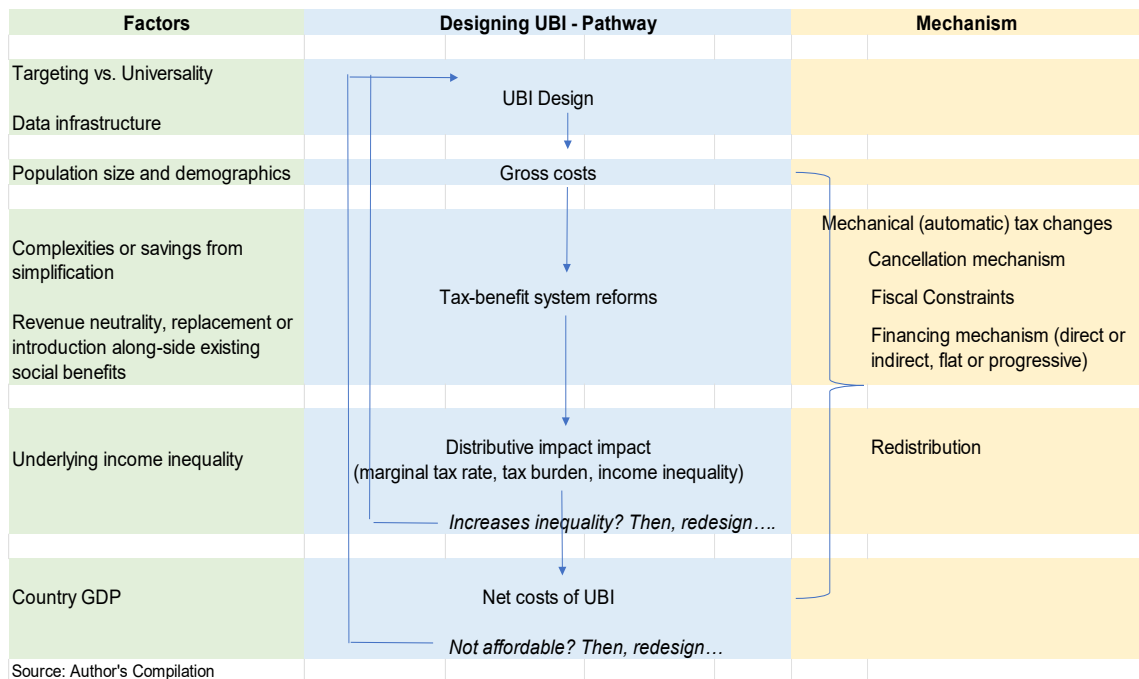 Factors
Designing UBI - Pathway
Mechanism
Targeting vs. Universality
Data infrastructure
UBI Design
Population size and demographics
Gross costs
Complexities or savings from
simplification
Revenue neutrality, replacement or
introduction along-side existing
social benefits
Tax-benefit system reforms
Mechanical (automatic) tax changes
Cancellation mechanism
Fiscal Constraints
Financing mechanism (direct or
indirect, flat or progressive)
Underlying income inequality
Distributive impact impact
(marginal tax rate, tax burden, income inequality)
Increases inequality? Then, redesign….
Redistribution
Country GDP
Net costs of UBI
Not affordable? Then, redesign…
Source: Author's Compilation